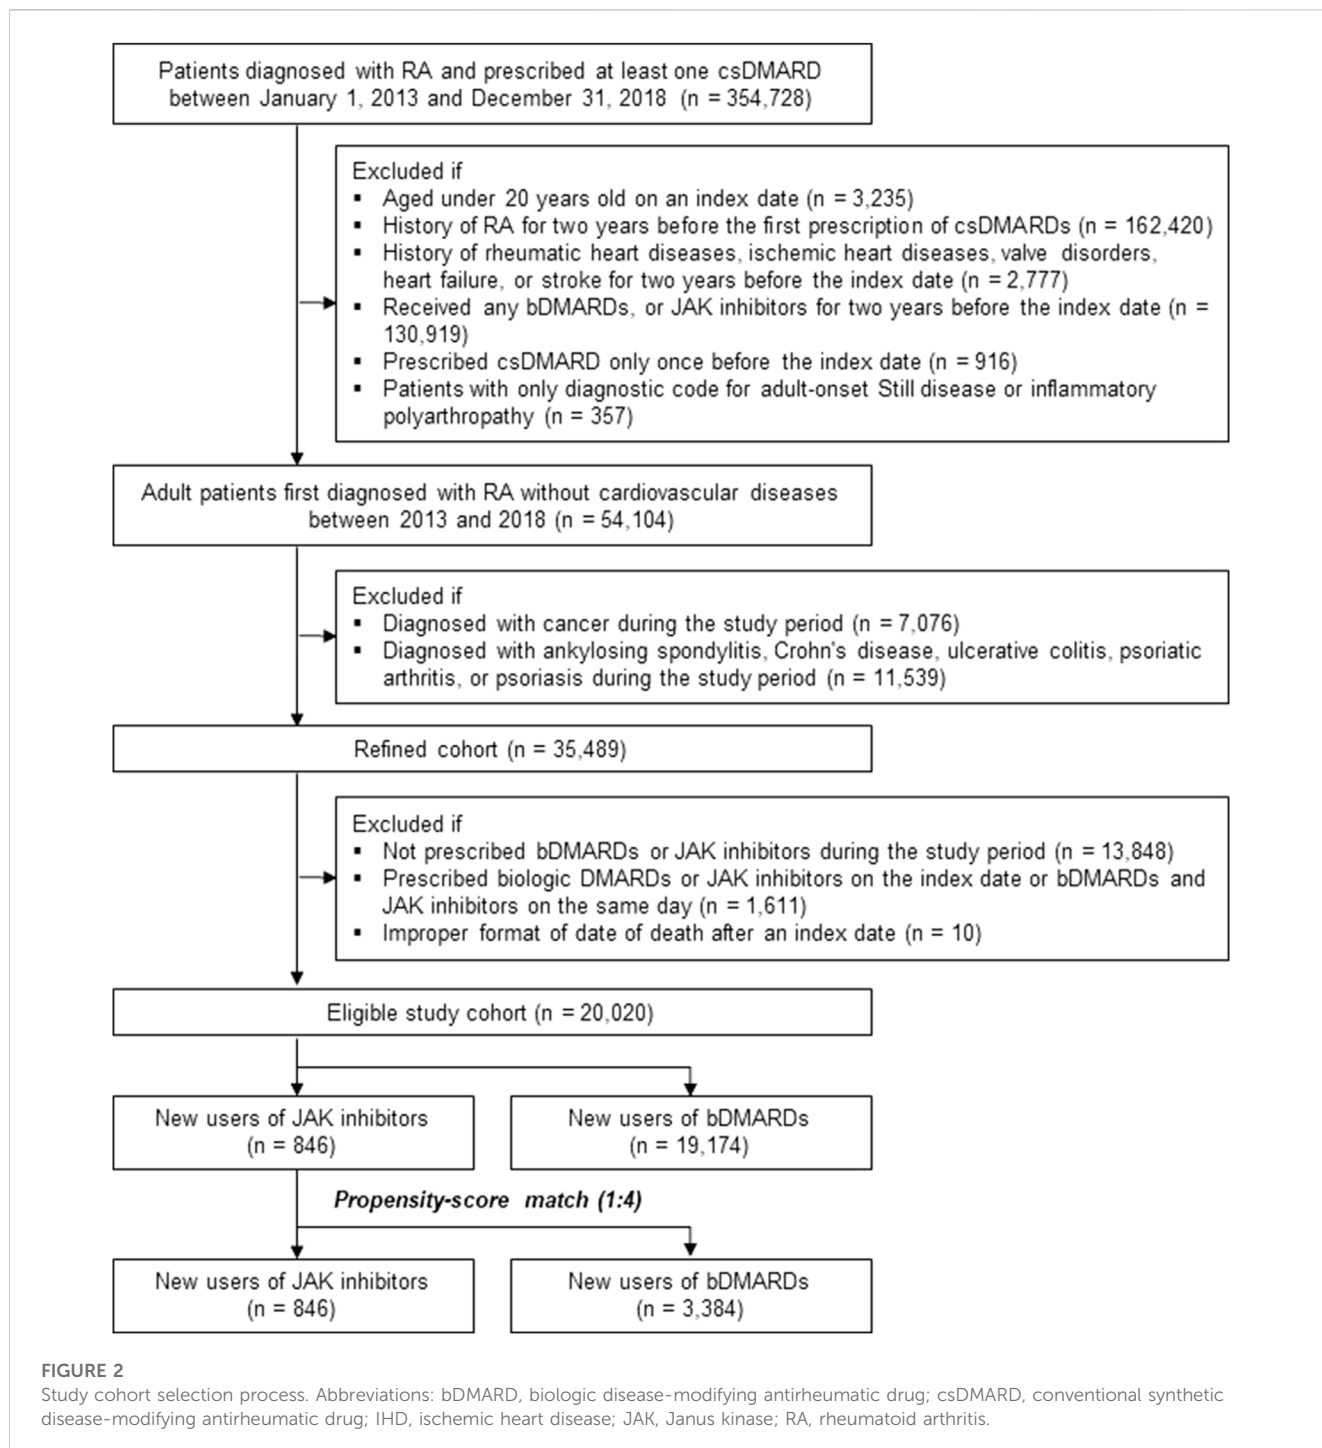 Patients diagnosed with RA and prescribed at least one csDMARD
between January 1, 2013 and December 31, 2018 (n = 354,728)
Excluded if
▪ Aged under 20 years old on an index date (n = 3,235)
▪ History of RA for two years before the first prescription of csDMARDs (n = 162,420)
▪ History of rheumatic heart diseases, ischemic heart diseases, valve disorders,
heart failure, or stroke for two years before the index date (n = 2,777)
▪ Received any bDMARDs, or JAK inhibitors for two years before the index date (n =
130,919)
▪ Prescribed csDMARD only once before the index date (n = 916)
▪ Patients with only diagnostic code for adult-onset Still disease or inflammatory
polyarthropathy (n = 357)
Adult patients first diagnosed with RA without cardiovascular diseases
between 2013 and 2018 (n = 54,104)
Excluded if
▪ Diagnosed with cancer during the study period (n = 7,076)
▪ Diagnosed with ankylosing spondylitis, Crohn's disease, ulcerative colitis, psoriatic
arthritis, or psoriasis during the study period (n = 11,539)
Refined cohort (n = 35,489)
Excluded if
▪ Not prescribed bDMARDs or JAK inhibitors during the study period (n = 13,848)
▪ Prescribed biologic DMARDs or JAK inhibitors on the index date or bDMARDs and
JAK inhibitors on the same day (n = 1,611)
▪ Improper format of date of death after an index date (n = 10)
Eligible study cohort (n = 20,020)
New users of JAK inhibitors
(n = 846)
New users of bDMARDs
(n = 19,174)
Propensity-score match (1:4)
New users of JAK inhibitors
(n = 846)
New users of bDMARDs
(n = 3,384)
FIGURE 2
Study cohort selection process. Abbreviations: bDMARD, biologic disease-modifying antirheumatic drug; csDMARD, conventional synthetic
disease-modifying antirheumatic drug; IHD, ischemic heart disease; JAK, Janus kinase; RA, rheumatoid arthritis.